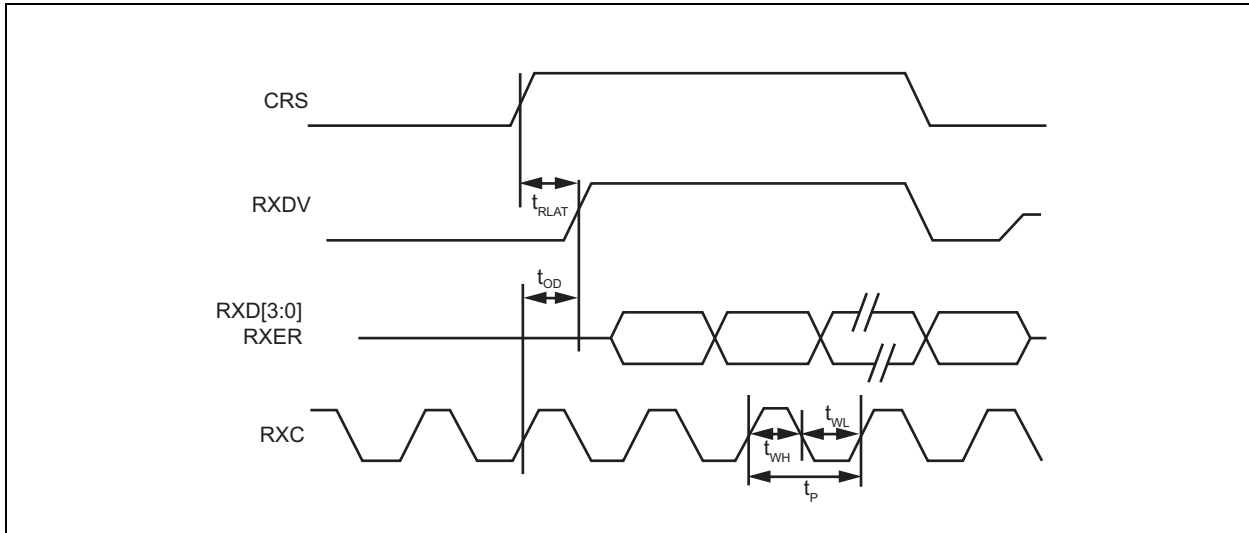 CRS
RXDV
tRLAT
tOD
RXD[3:0]
RXER
RXC
tWH
tWL
tP